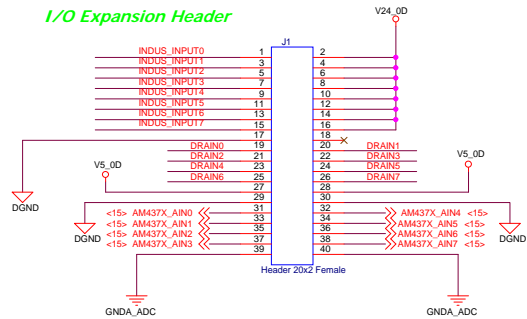 I/O Expansion Header
V24_0D
J1
INDUS_INPUT0 1 2
INDUS_INPUT1 3 4
INDUS_INPUT2 5 6
INDUS_INPUT3 7 8
INDUS_INPUT4 9 10
INDUS_INPUT5 11 12
INDUS_INPUT6 13 14
INDUS_INPUT7 15 16
17 18
DRAIN0 19 20 DRAIN1
DRAIN2 21 22 DRAIN3
DRAIN4 23 24 DRAIN5
DRAIN6 25 26 DRAIN7
V5_0D 27 28 V5_0D
29 30
<15> AM437X_AIN0 31 32 AM437X_AIN4 <15>
<15> AM437X_AIN1 33 34 AM437X_AIN5 <15>
<15> AM437X_AIN2 35 36 AM437X_AIN6 <15>
<15> AM437X_AIN3 37 38 AM437X_AIN7 <15>
39 40
DGND
DGND
DGND
Header 20x2 Female
GNDA_ADC
GNDA_ADC